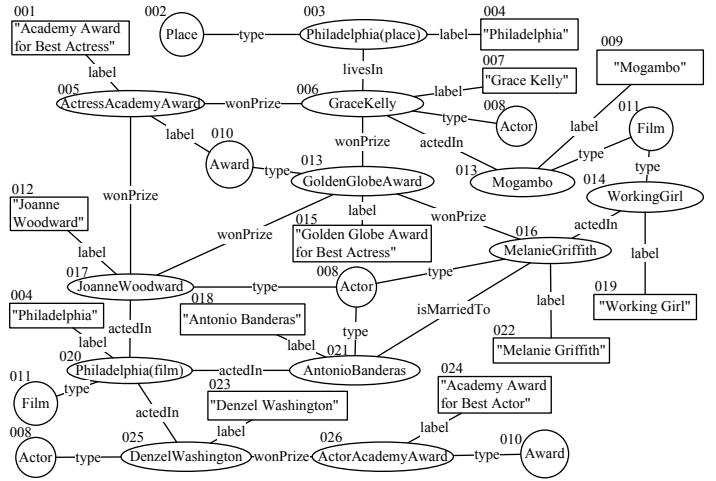 001
"Academy Award
for Best Actress"
002
Place
type
003
Philadelphia(place)
label
004
"Philadelphia"
009
"Mogambo"
label
livesIn
007
"Grace Kelly"
label
005
ActressAcademyAward
wonPrize
006
GraceKelly
type
008
Actor
label
011
Film
label
010
Award
type
wonPrize
actedIn
type
type
013
GoldenGlobeAward
013
Mogambo
014
WorkingGirl
012
"Joanne
Woodward"
wonPrize
label
wonPrize
label
015
"Golden Globe Award
for Best Actress"
wonPrize
actedIn
016
MelanieGriffith
label
017
JoanneWoodward
type
008
Actor
type
019
"Working Girl"
004
"Philadelphia"
label
actedIn
018
"Antonio Banderas"
label
type
isMarriedTo
label
022
"Melanie Griffith"
020
Philadelphia(film)
actedIn
021
AntonioBanderas
011
Film
type
actedIn
023
"Denzel Washington"
label
024
"Academy Award
for Best Actor"
label
008
Actor
type
025
DenzelWashington
wonPrize
026
ActorAcademyAward
type
010
Award